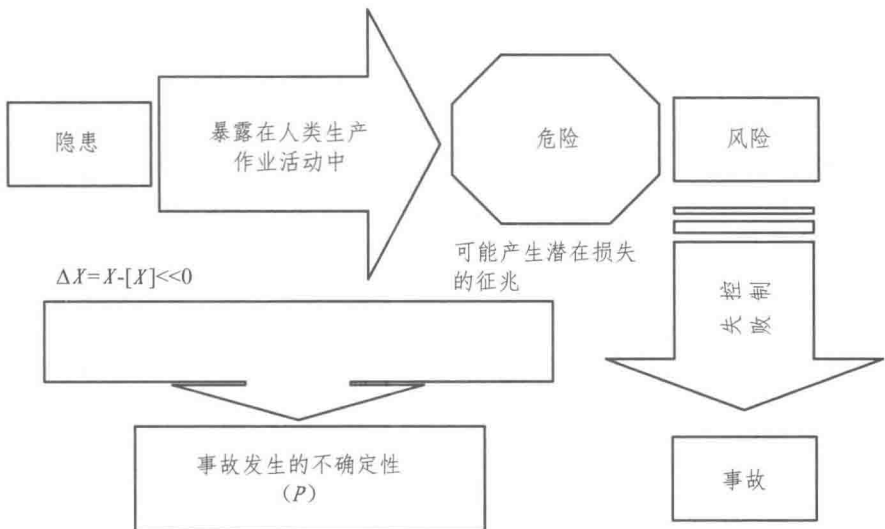 隐患
暴露在人类生产
作业活动中
危险
风险
可能产生潜在损失
的征兆
ΔX=X-[X]<<0
控制
失败
事故发生的不确定性
（P）
事故